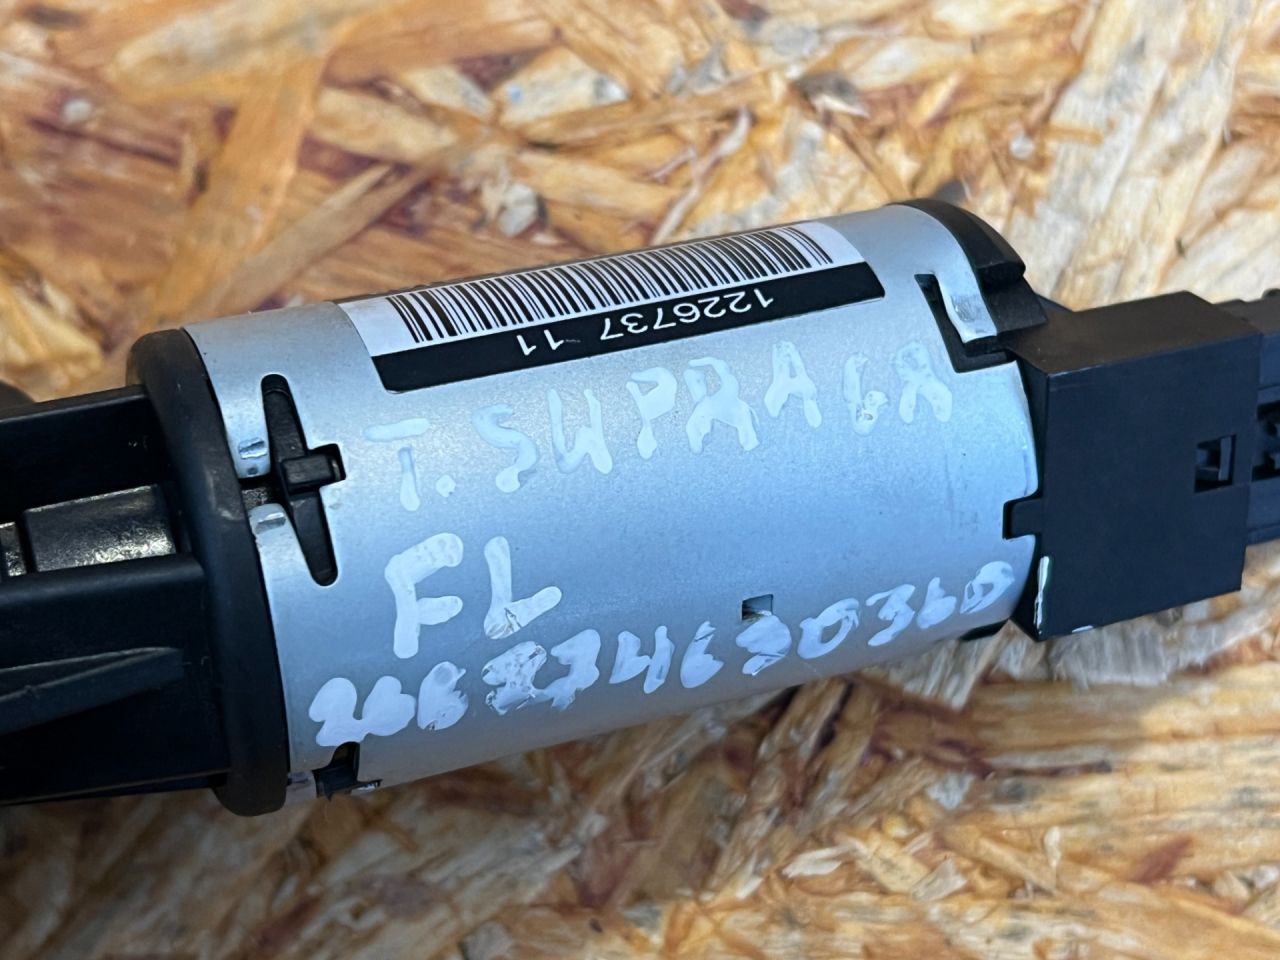 1226737 11
T. SUPRA GR
FL